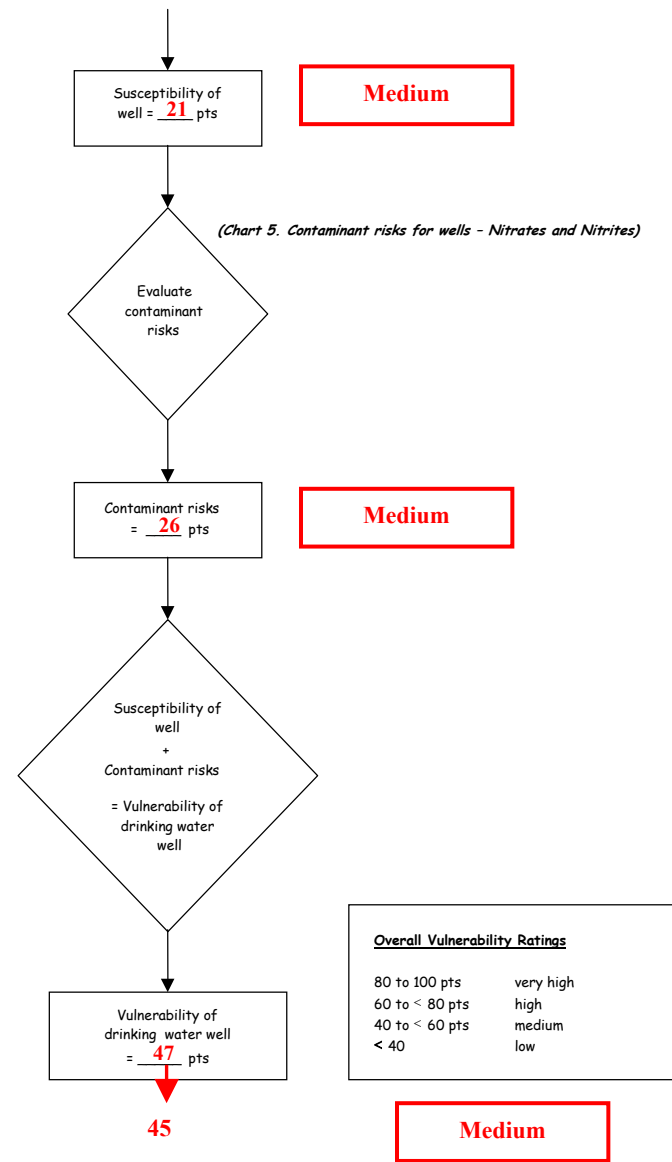 Susceptibility of
well = 21 pts
Medium
(Chart 5. Contaminant risks for wells – Nitrates and Nitrites)
Evaluate
contaminant
risks
Contaminant risks
= 26 pts
Medium
Susceptibility of
well
+
Contaminant risks
= Vulnerability of
drinking water
well
Overall Vulnerability Ratings
80 to 100 pts very high
60 to < 80 pts high
40 to < 60 pts medium
< 40 low
Vulnerability of
drinking water well
= 47 pts
45
Medium